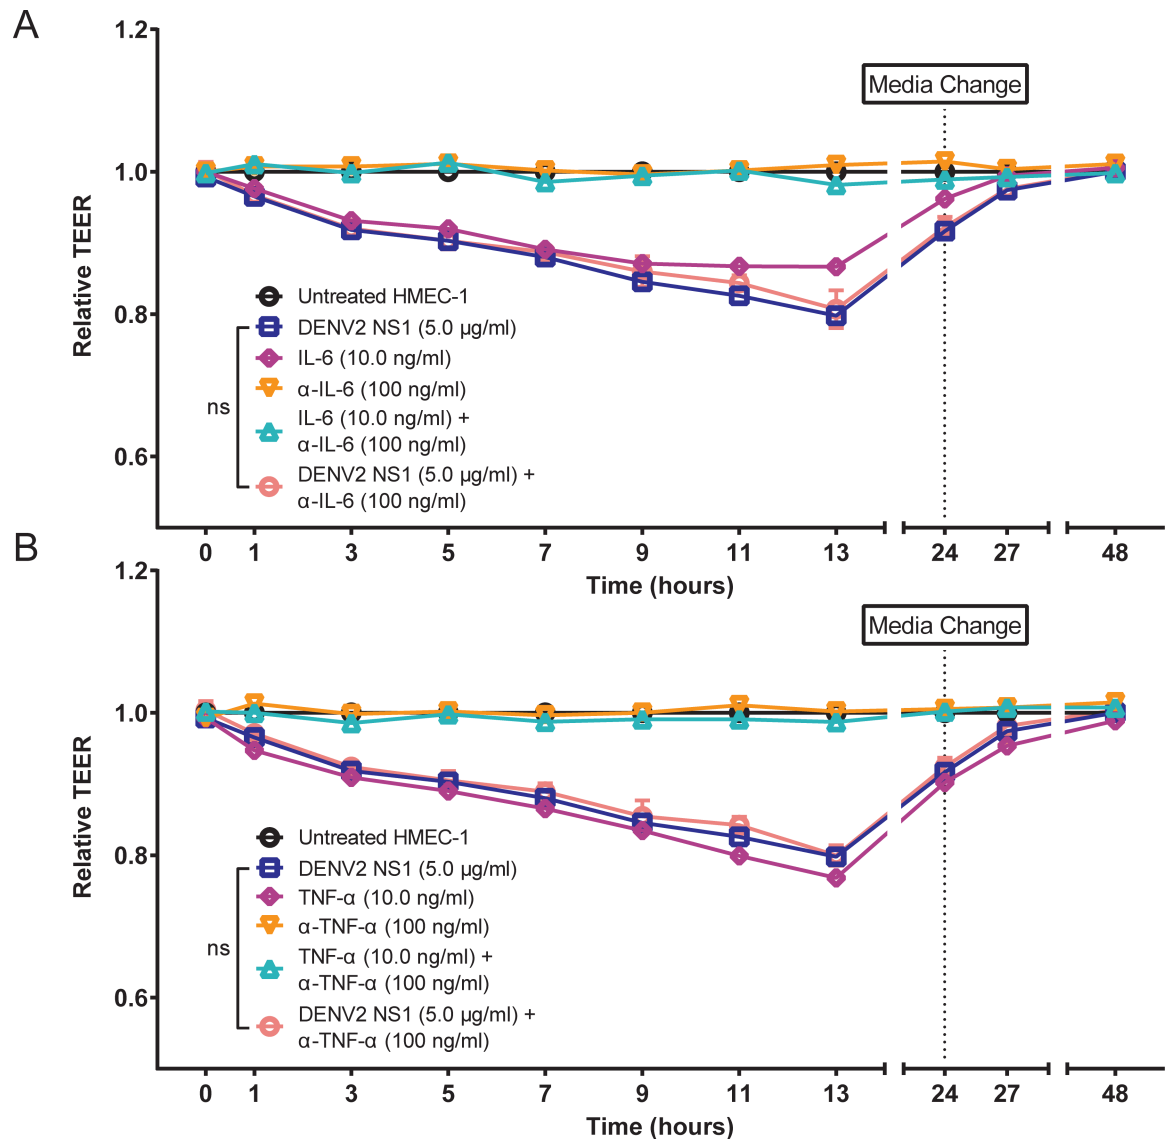 A
1.2
Media Change
1.0
Relative TEER
0.8
0.6
Untreated HMEC-1
DENV2 NS1 (5.0 µg/ml)
IL-6 (10.0 ng/ml)
α-IL-6 (100 ng/ml)
ns
IL-6 (10.0 ng/ml) +
α-IL-6 (100 ng/ml)
DENV2 NS1 (5.0 µg/ml) +
α-IL-6 (100 ng/ml)
0 1 3 5 7 9 11 13 24 27 48
Time (hours)
B
1.2
Media Change
1.0
Relative TEER
0.8
0.6
Untreated HMEC-1
DENV2 NS1 (5.0 µg/ml)
TNF-α (10.0 ng/ml)
α-TNF-α (100 ng/ml)
ns
TNF-α (10.0 ng/ml) +
α-TNF-α (100 ng/ml)
DENV2 NS1 (5.0 µg/ml) +
α-TNF-α (100 ng/ml)
0 1 3 5 7 9 11 13 24 27 48
Time (hours)